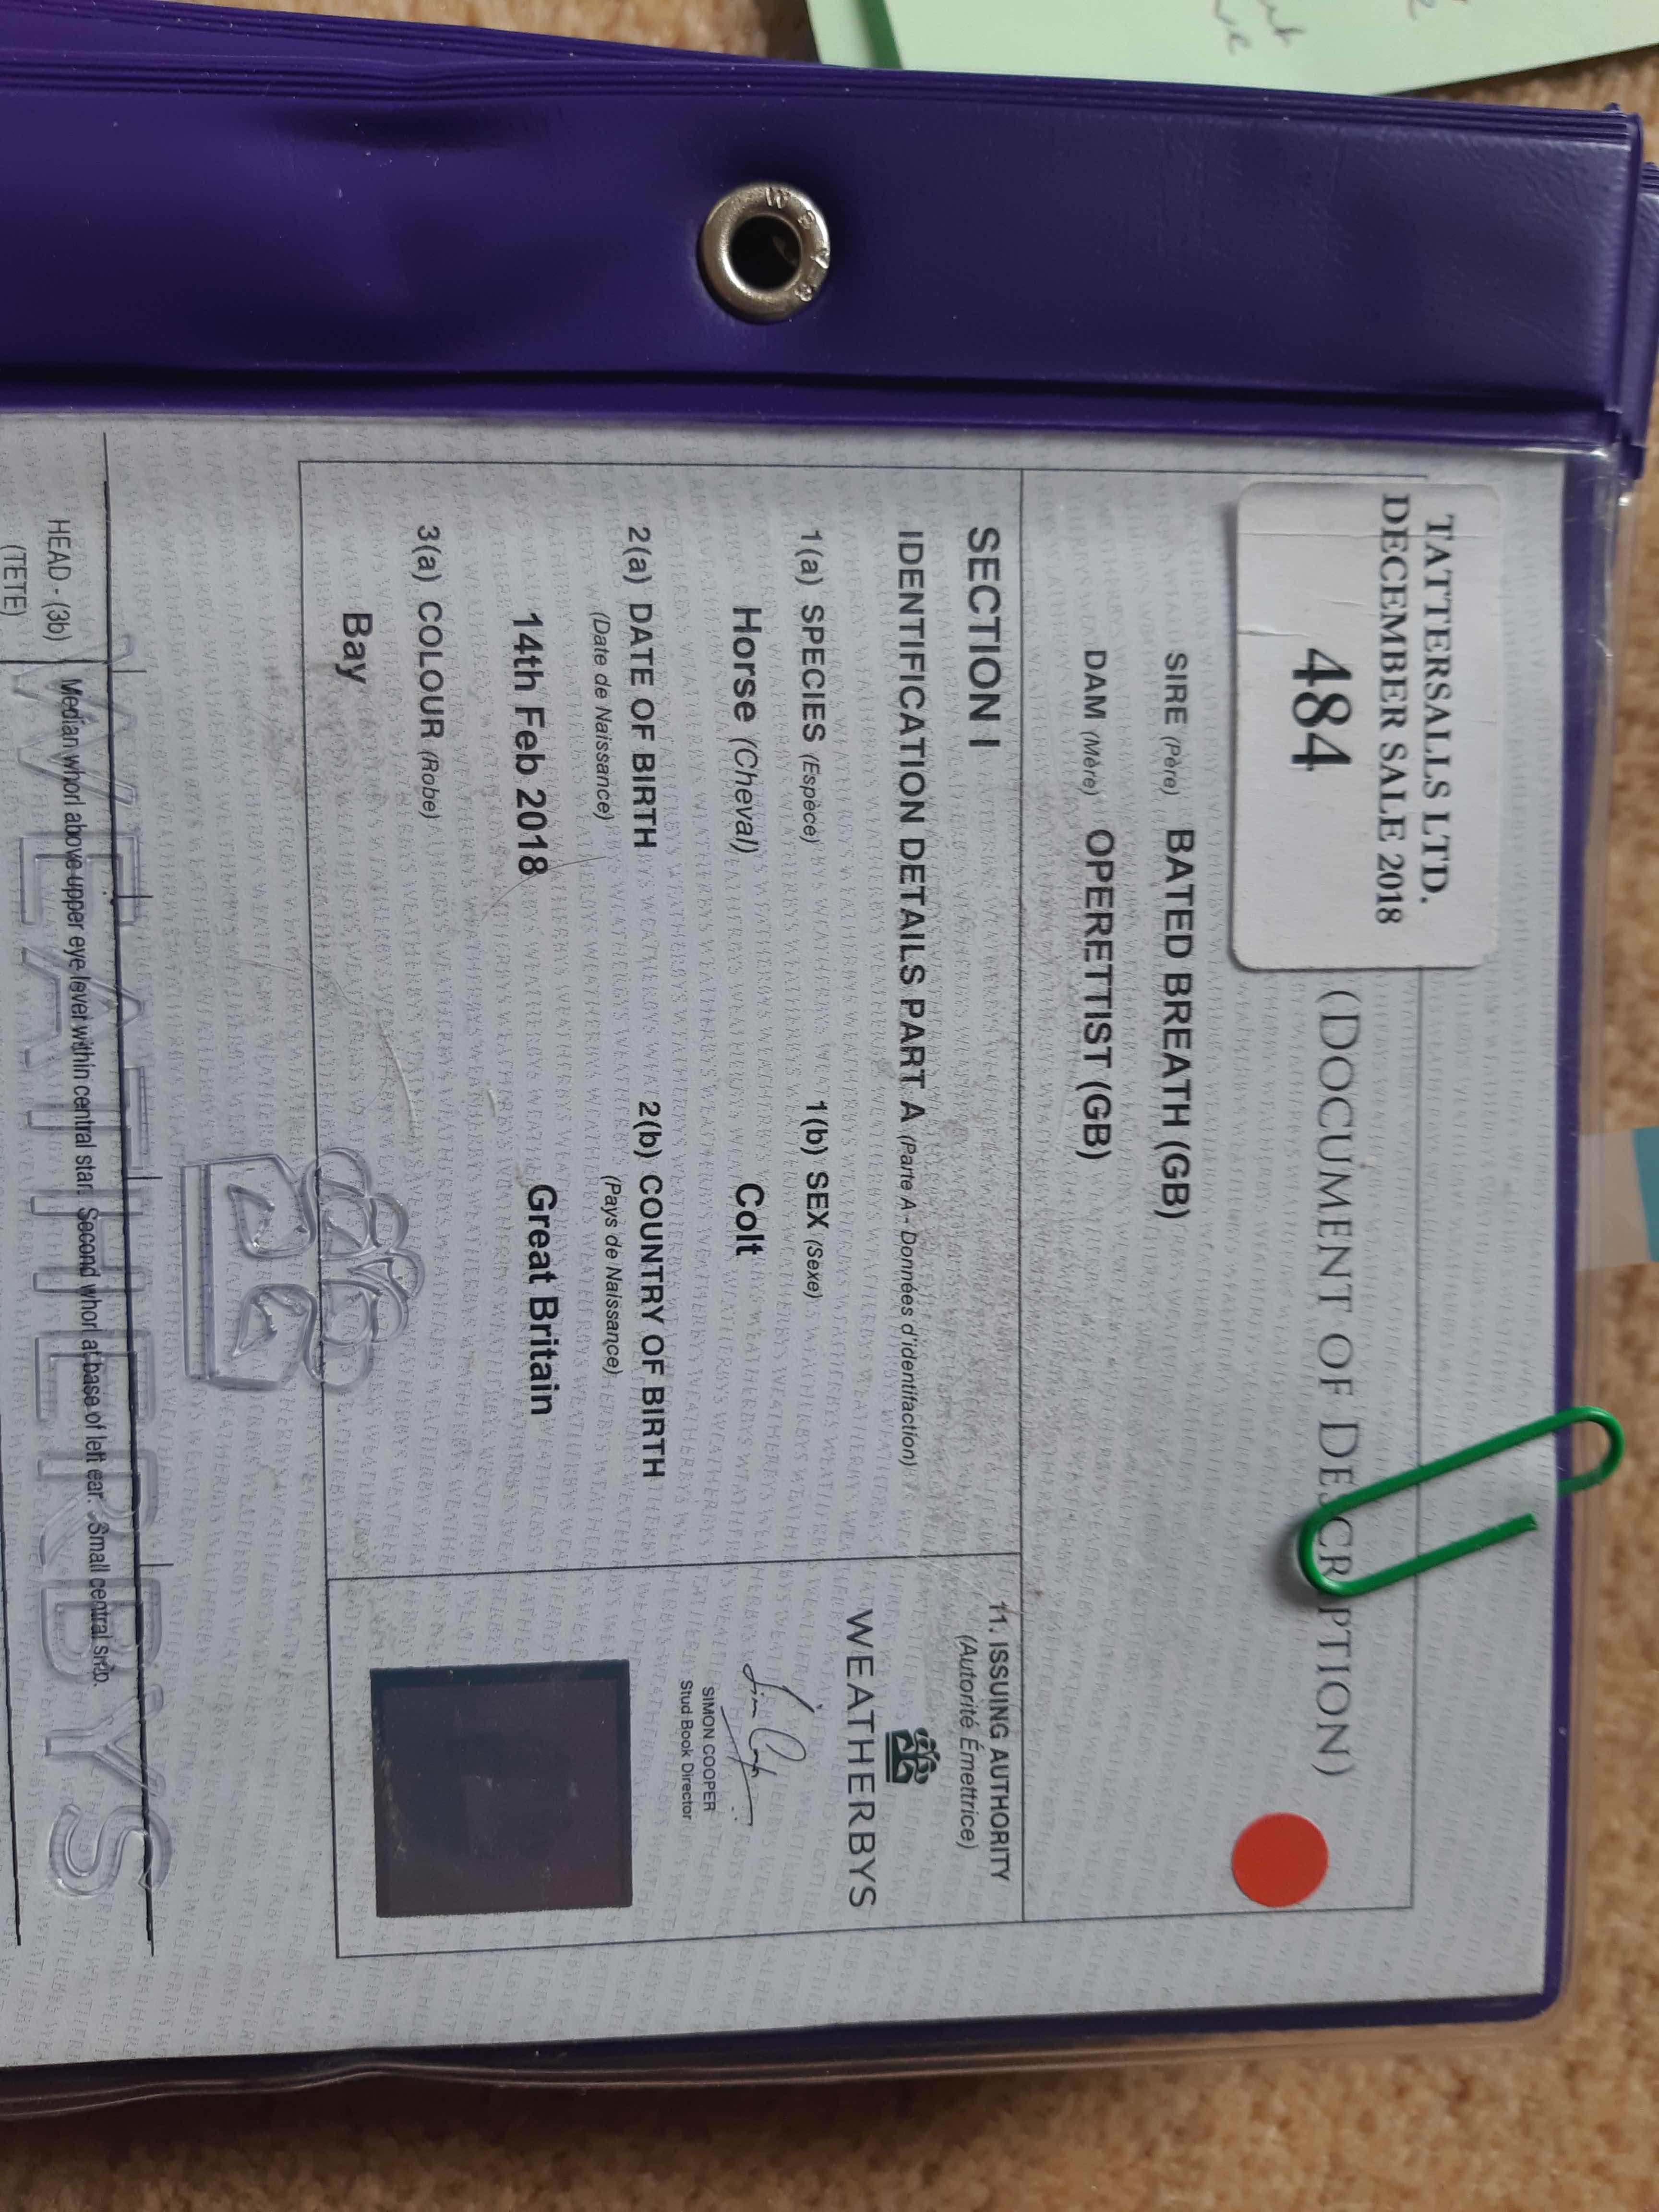 TATTERSALLS LTD.
DECEMBER SALE 2018
484
(DOCUMENT OF DESCRIPTION)
SIRE (Père) BATED BREATH (GB)
DAM (Mère) OPERETTIST (GB)
SECTION I
IDENTIFICATION DETAILS PART A (Partie A - Données d'identifaction)
1(a) SPECIES (Espèce)
Horse (Cheval)
1(b) SEX (Sexe)
Colt
2(a) DATE OF BIRTH
(Date de Naissance)
14th Feb 2018
2(b) COUNTRY OF BIRTH
(Pays de Naissance)
Great Britain
3(a) COLOUR (Robe)
Bay
11. ISSUING AUTHORITY
(Autorité Émettrice)
WEATHERBYS
SIMON COOPER
Stud Book Director
WEATHERBYS
HEAD - (3b) Median whorl above upper eye level within central star. Second whorl at base of left ear. Small central snip.
(TETE)